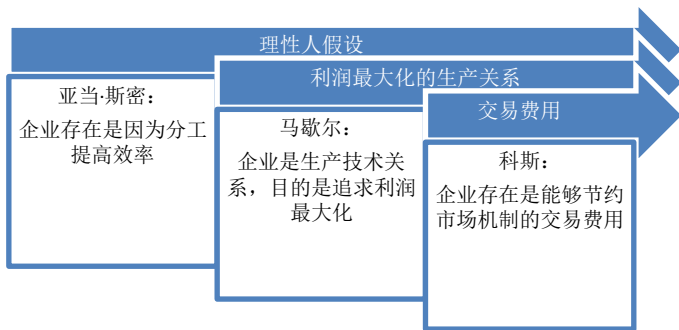 理性人假设
利润最大化的生产关系
交易费用
亚当·斯密：
企业存在是因为分工
提高效率
马歇尔：
企业是生产技术关
系，目的是追求利润
最大化
科斯：
企业存在是能够节约
市场机制的交易费用